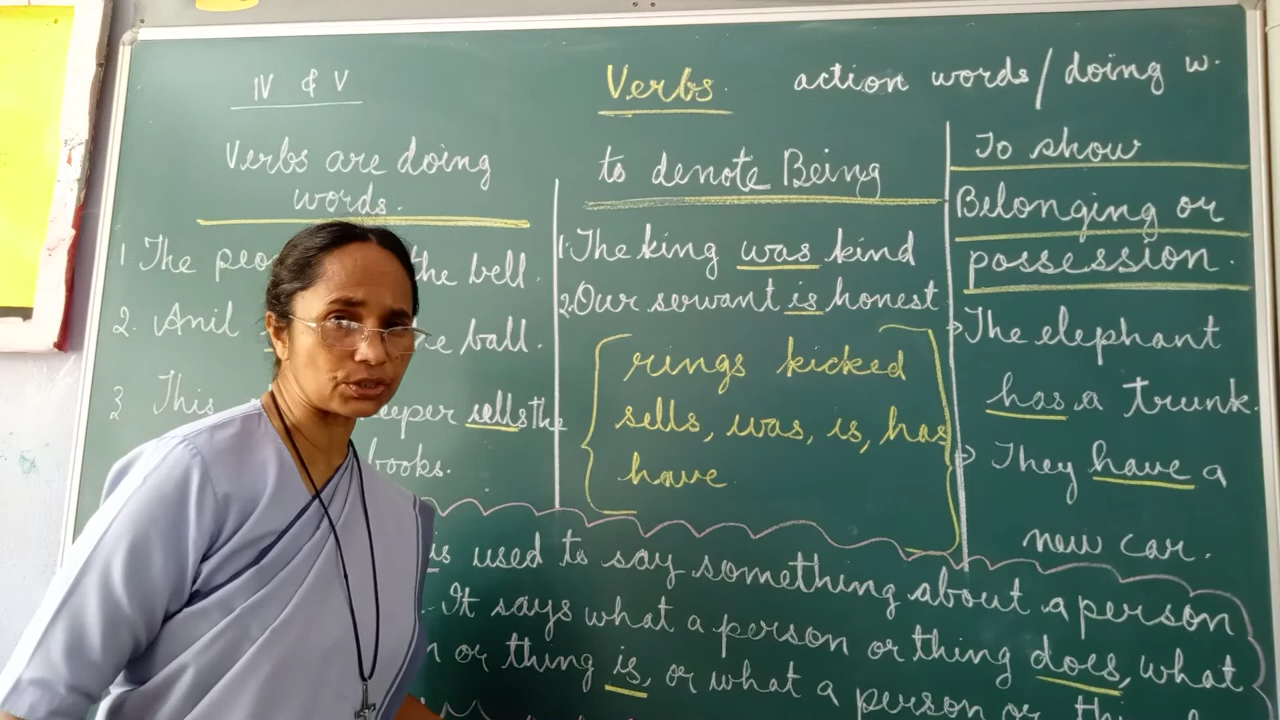 IV & V
Verbs action words/doing w.
Verbs are doing
words.
1. The peo the bell.
2. Anil ball.
3 This eeper sells the
books.
to denote Being
1. The king was kind
2. Our servant is honest
rings kicked
sells, was, is, has
have
To show
Belonging or
possession.
The elephant
has a trunk.
They have a
new car.
is used to say something about a person
. It says what a person or thing does, what
n or thing is, or what a person or